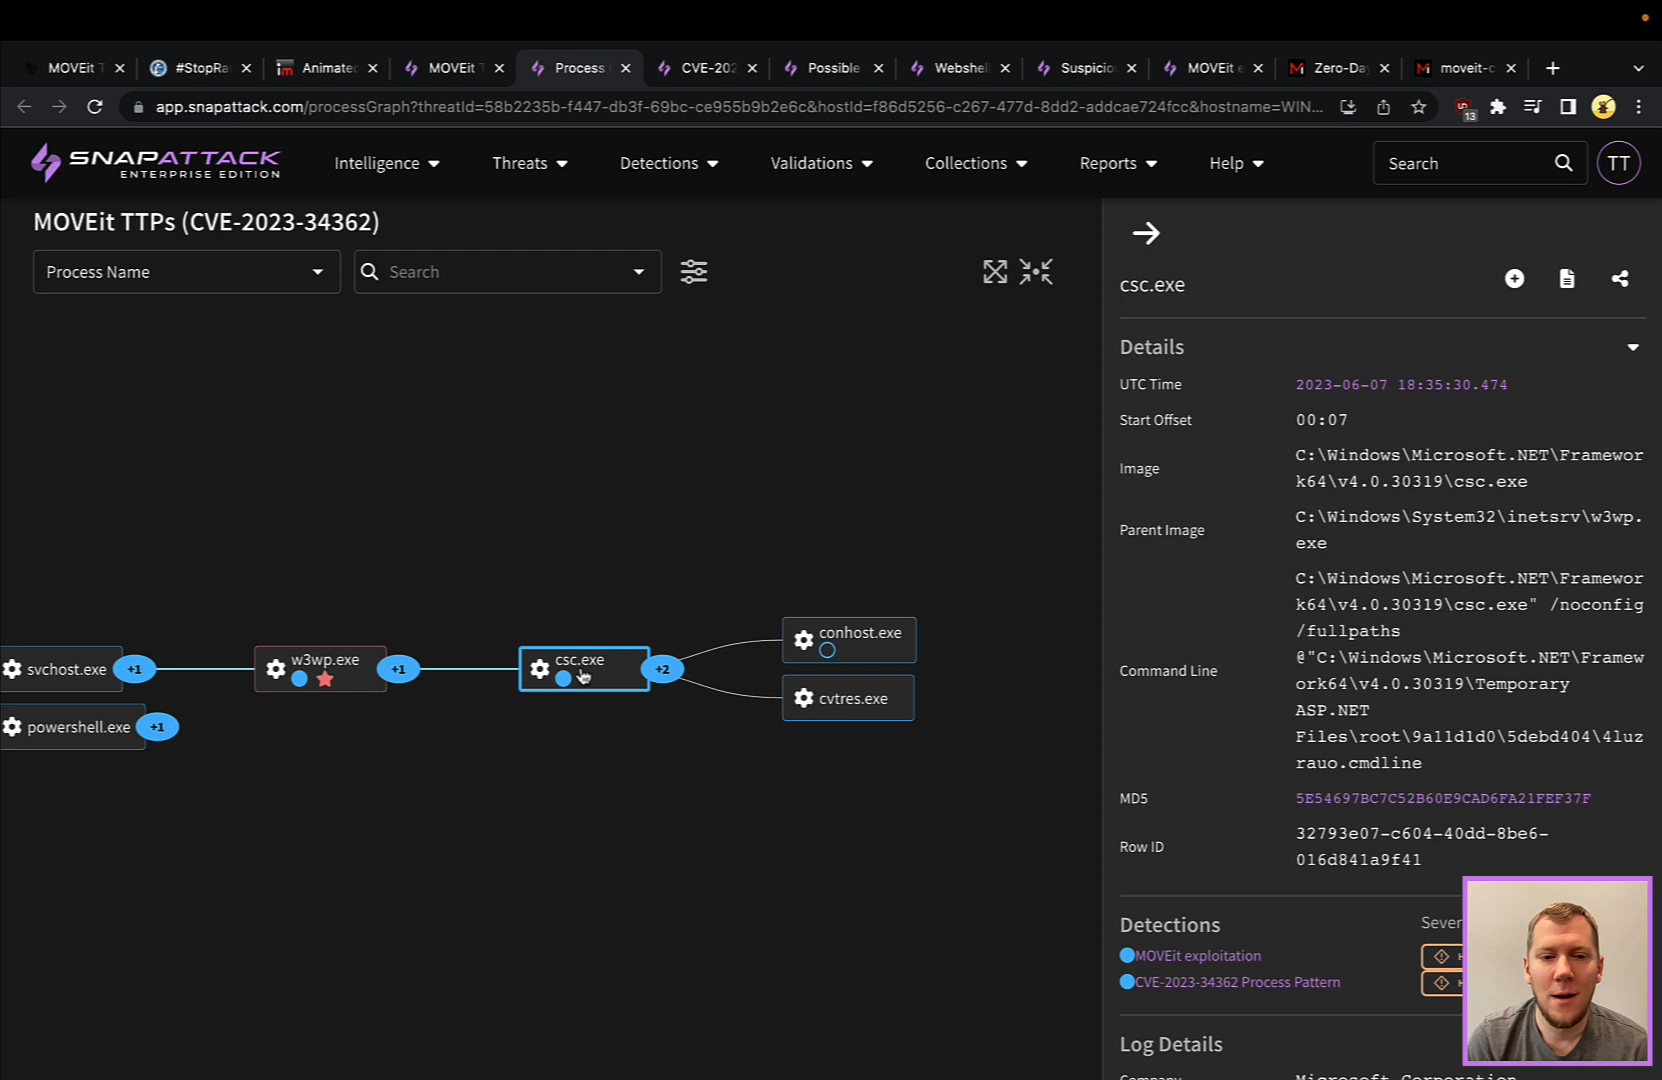 MOVEit T
#StopRa
Animated
MOVEit T
Process
CVE-202
Possible
Webshel
Suspicio
MOVEit e
Zero-Da
moveit-c
app.snapattack.com/processGraph?threatId=58b2235b-f447-db3f-69bc-ce955b9b2e6c&hostId=f86d5256-c267-477d-8dd2-addcae724fcc&hostname=WIN...
13
SNAPATTACK
ENTERPRISE EDITION
Intelligence
Threats
Detections
Validations
Collections
Reports
Help
Search
TT
MOVEit TTPs (CVE-2023-34362)
Process Name
Search
svchost.exe
+1
w3wp.exe
+1
csc.exe
+2
conhost.exe
cvtres.exe
powershell.exe
+1
csc.exe
Details
UTC Time
2023-06-07 18:35:30.474
Start Offset
00:07
Image
C:\Windows\Microsoft.NET\Framewor
k64\v4.0.30319\csc.exe
Parent Image
C:\Windows\System32\inetsrv\w3wp.
exe
Command Line
C:\Windows\Microsoft.NET\Framewor
k64\v4.0.30319\csc.exe" /noconfig
/fullpaths
@"C:\Windows\Microsoft.NET\Framew
ork64\v4.0.30319\Temporary
ASP.NET
Files\root\9a11d1d0\5debd404\4luz
rauo.cmdline
MD5
5E54697BC7C52B60E9CAD6FA21FEF37F
Row ID
32793e07-c604-40dd-8be6-
016d841a9f41
Detections
Sever
MOVEit exploitation
H
CVE-2023-34362 Process Pattern
H
Log Details
Company
Microsoft Corporation